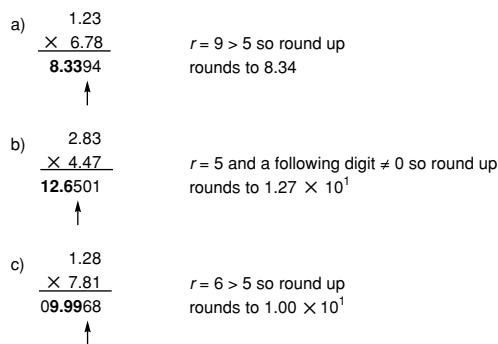 a) 1.23
× 6.78 r = 9 > 5 so round up
8.3394 rounds to 8.34
b) 2.83
× 4.47 r = 5 and a following digit ≠ 0 so round up
12.6501 rounds to 1.27 × 10¹
c) 1.28
× 7.81 r = 6 > 5 so round up
09.9968 rounds to 1.00 × 10¹